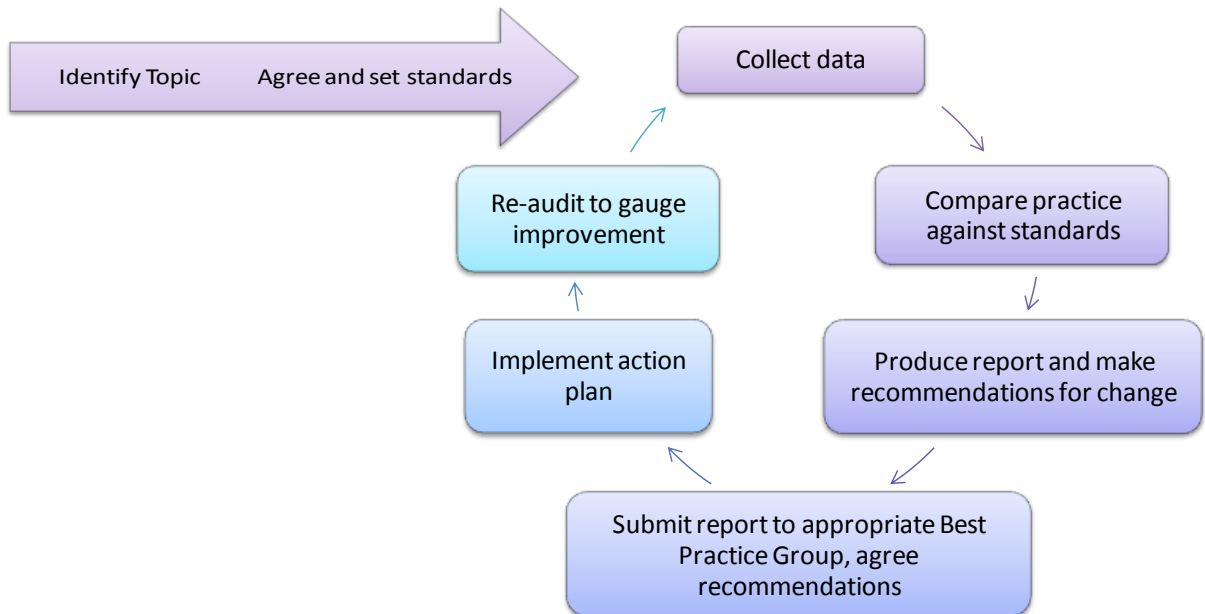 Identify Topic Agree and set standards
Collect data
Compare practice
against standards
Produce report and make
recommendations for change
Submit report to appropriate Best
Practice Group, agree
recommendations
Implement action
plan
Re-audit to gauge
improvement